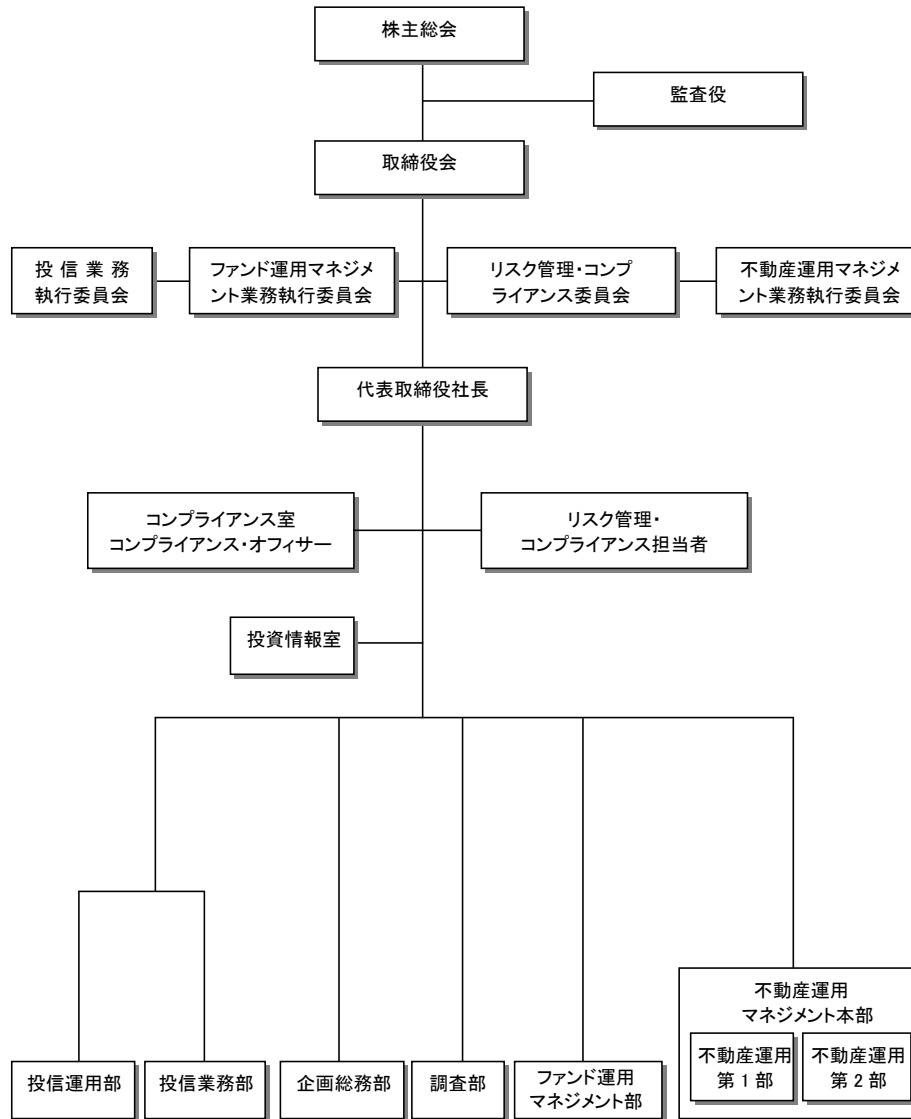 株主総会
監査役
取締役会
投 信 業 務
執行委員会
ファンド運用マネジメ
ント業務執行委員会
リスク管理・コンプ
ライアンス委員会
不動産運用マネジメ
ント業務執行委員会
代表取締役社長
コンプライアンス室
コンプライアンス・オフィサー
リスク管理・
コンプライアンス担当者
投資情報室
投信運用部
投信業務部
企画総務部
調査部
ファンド運用
マネジメント部
不動産運用
マネジメント本部
不動産運用
第 1 部
不動産運用
第 2 部